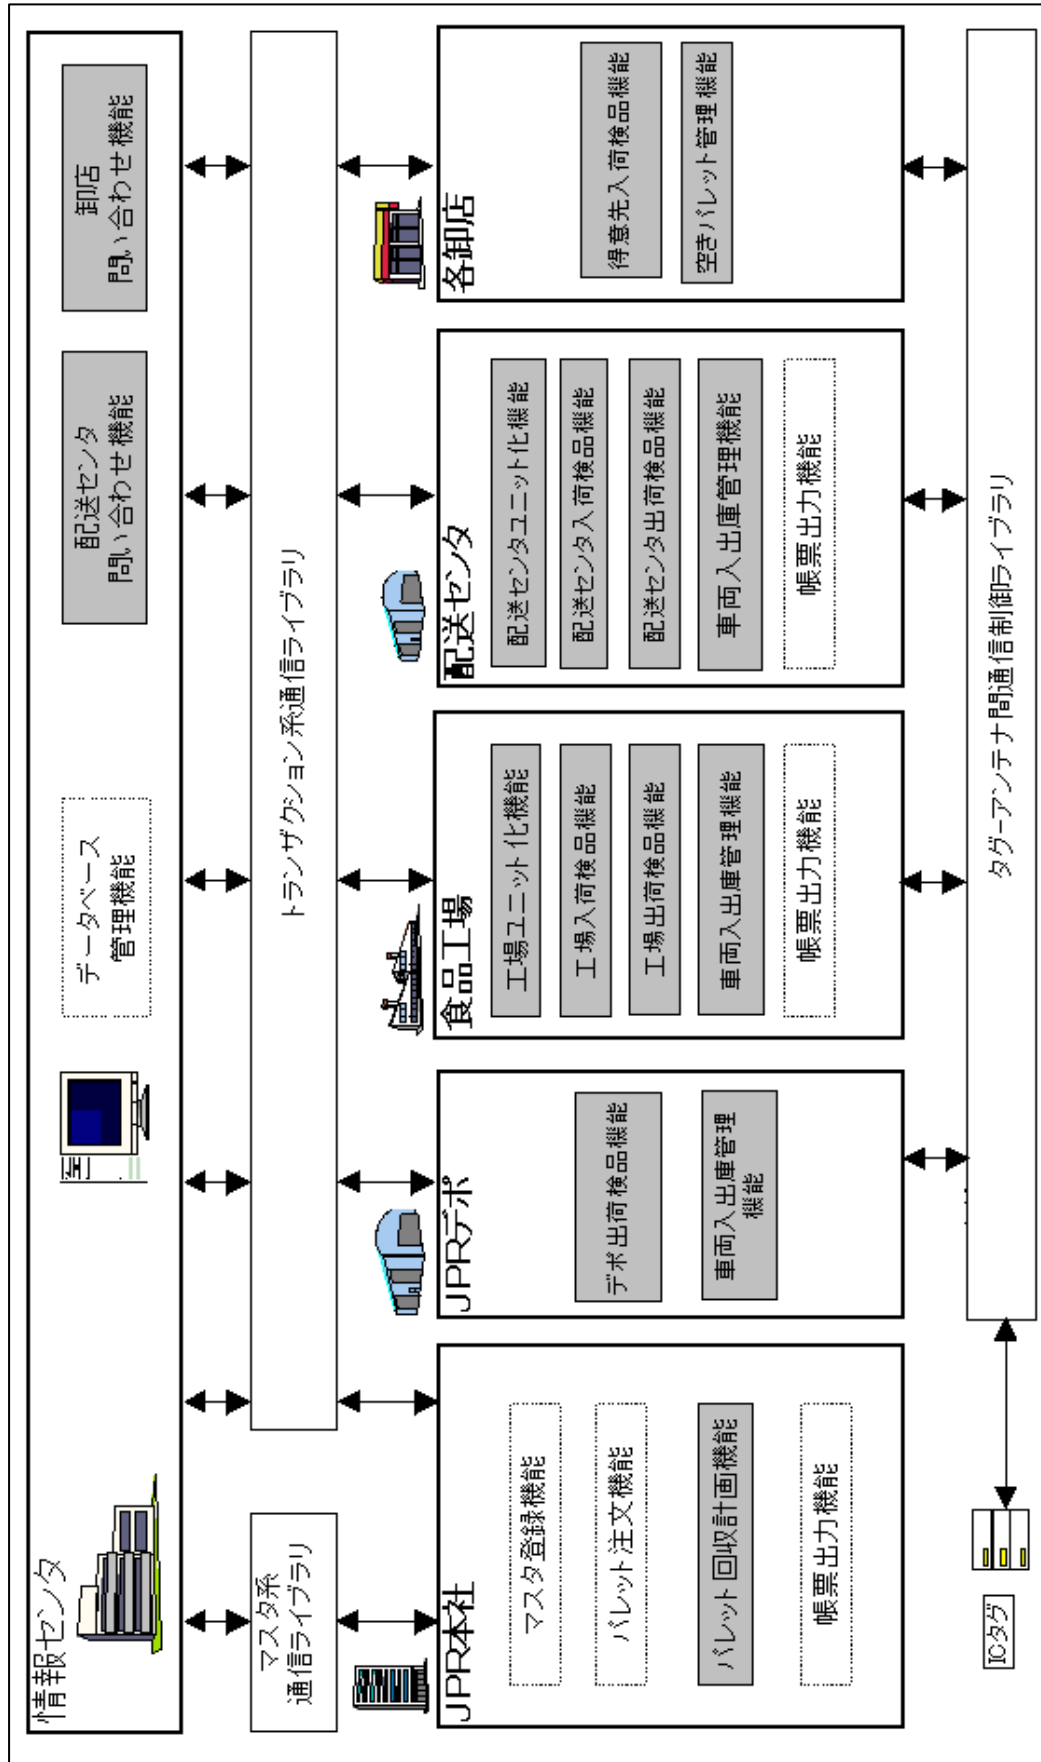 情報センタ
データベース
管理機能
配送センタ
問い合わせ機能
卸店
問い合わせ機能
マスタ系
通信ライブラリ
トランザクション系通信ライブラリ
JPR本社
マスタ登録機能
パレット注文機能
パレット回収計画機能
帳票出力機能
JPRデポ
デポ出荷検品機能
車両入出庫管理
機能
食品工場
工場ユニット化機能
工場入荷検品機能
工場出荷検品機能
車両入出庫管理機能
帳票出力機能
配送センタ
配送センタユニット化機能
配送センタ入荷検品機能
配送センタ出荷検品機能
車両入出庫管理機能
帳票出力機能
各卸店
得意先入荷検品機能
空きパレット管理機能
ICタグ
タグーアンテナ間通信制御ライブラリ